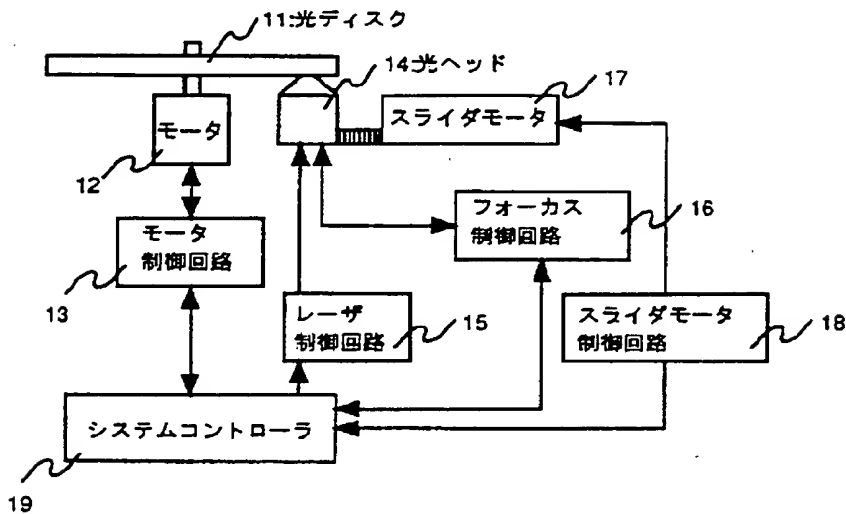 11:光ディスク
14:光ヘッド
17
モータ
スライダモータ
12
フォーカス
制御回路
16
モータ
制御回路
13
レーザ
制御回路
15
スライダモータ
制御回路
18
システムコントローラ
19